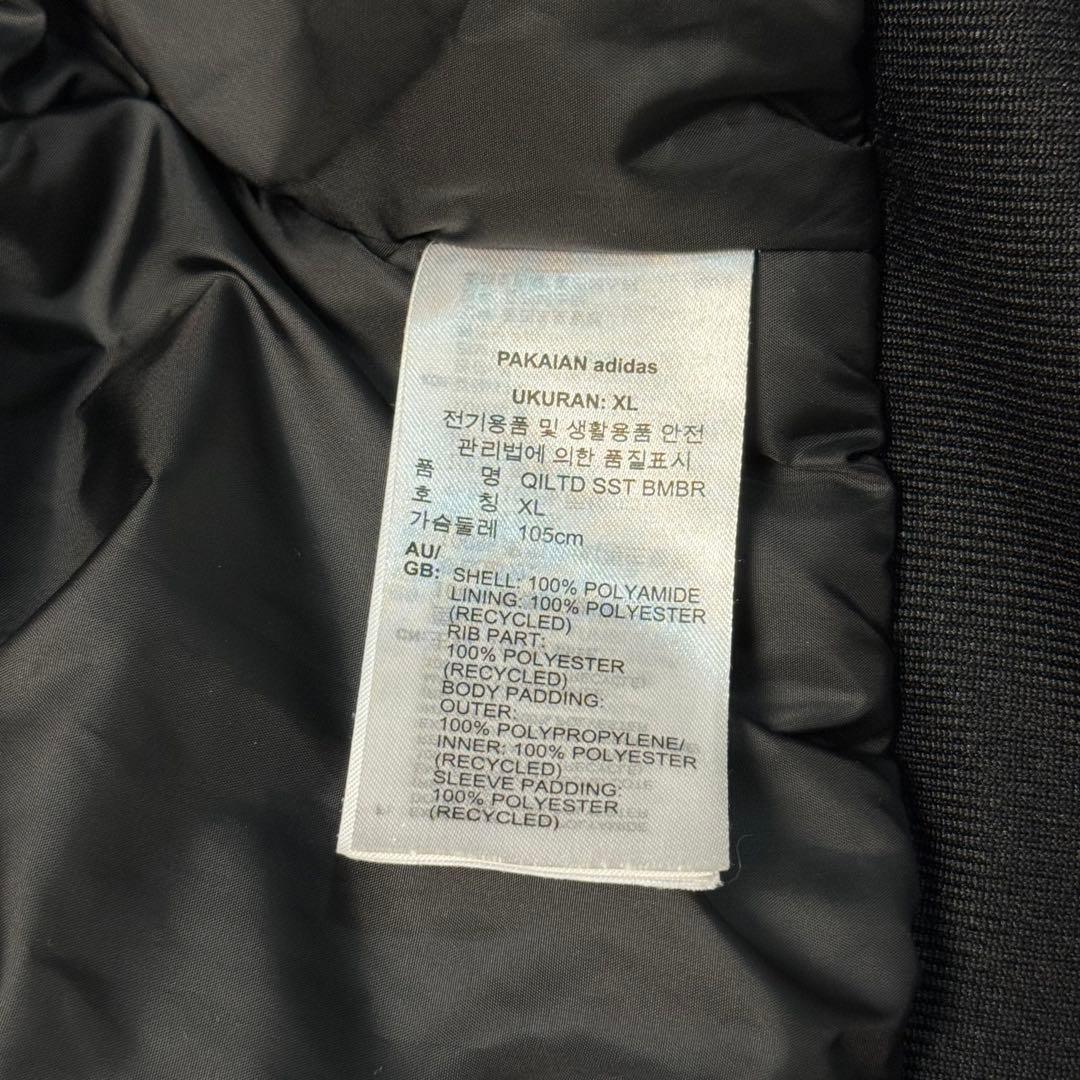 PAKAIAN adidas
UKURAN: XL
전기용품 및 생활용품 안전
관리법에 의한 품질표시
품 명 QILTD SST BMBR
호 칭 XL
가슴둘레 105cm
AU/
GB: SHELL: 100% POLYAMIDE
LINING: 100% POLYESTER
(RECYCLED)
RIB PART:
100% POLYESTER
(RECYCLED)
BODY PADDING:
OUTER:
100% POLYPROPYLENE/
INNER: 100% POLYESTER
(RECYCLED)
SLEEVE PADDING:
100% POLYESTER
(RECYCLED)